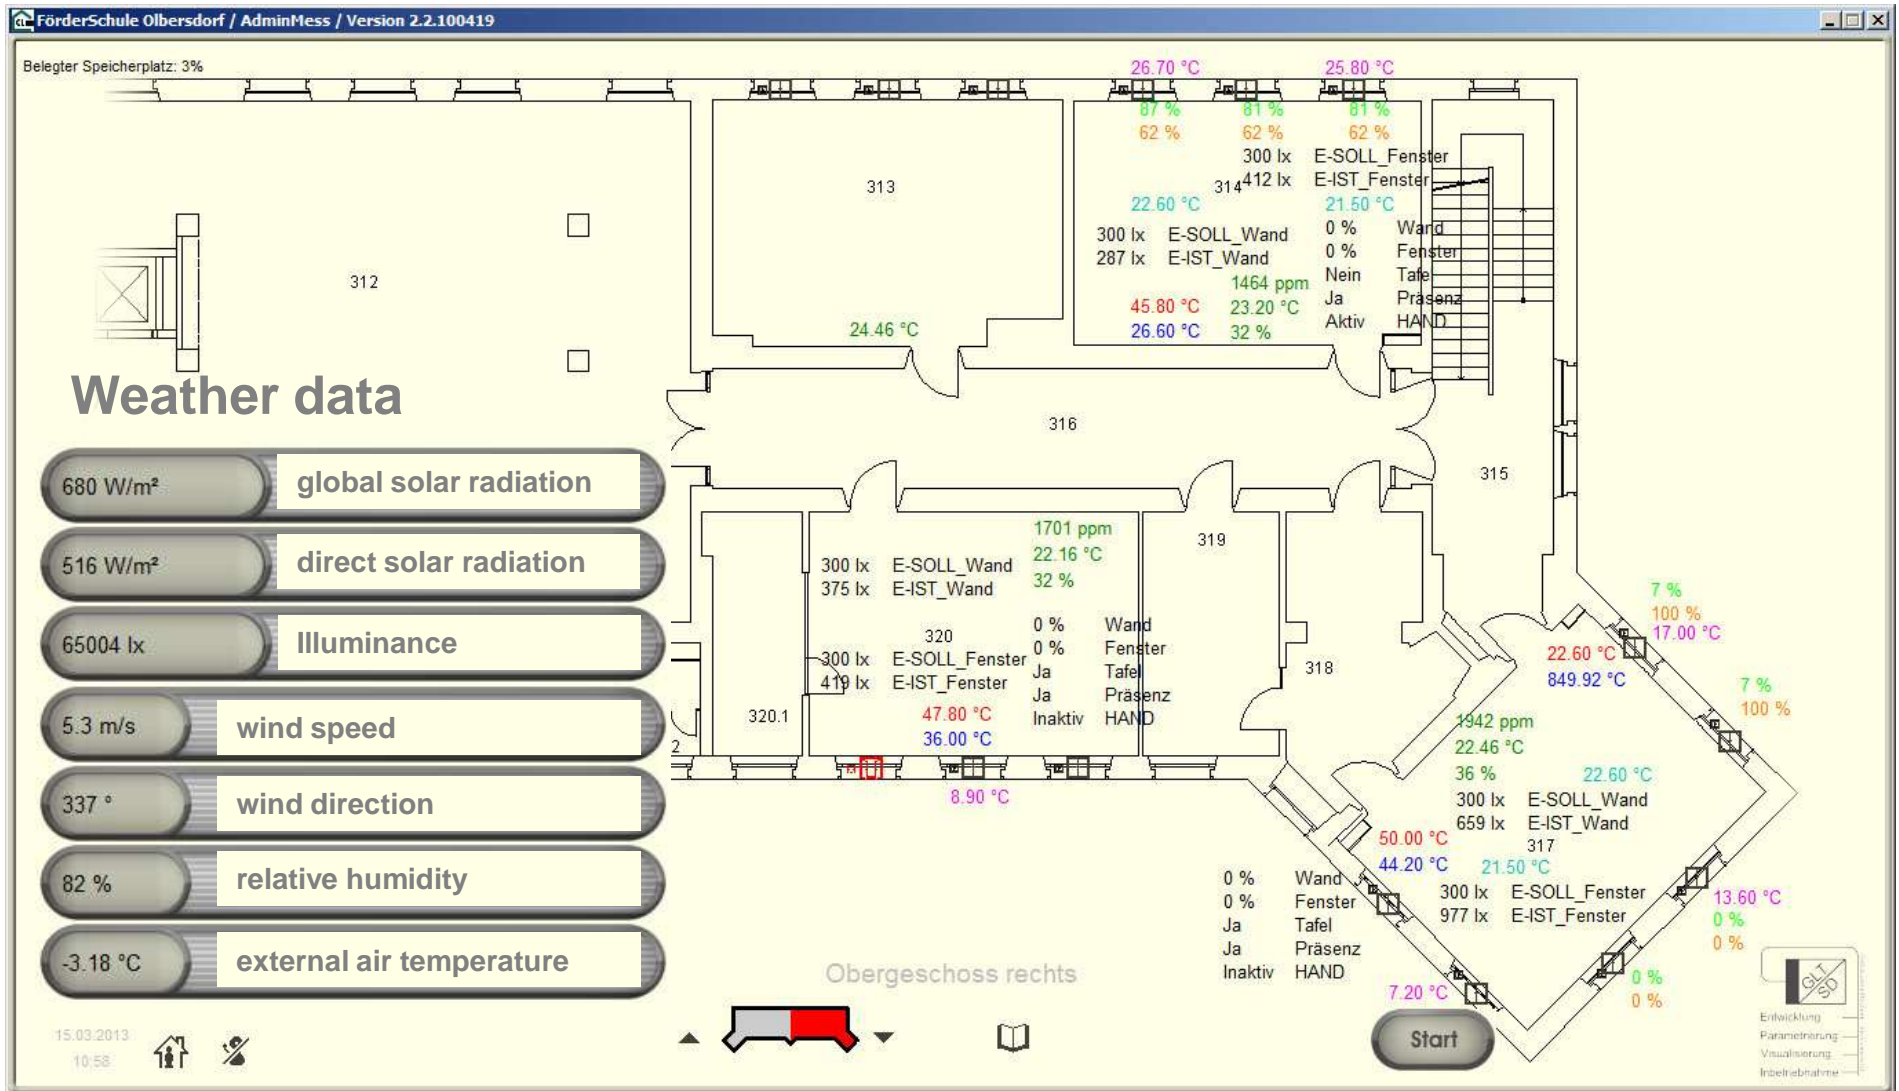 FörderSchule Olbersdorf / AdminMess / Version 2.2.100419
Belegter Speicherplatz: 3%
26.70 °C 25.80 °C
87 % 81 % 81 %
62 % 62 % 62 %
300 lx E-SOLL_Fenster
412 lx E-IST_Fenster
314
313
22.60 °C 21.50 °C
300 lx E-SOLL_Wand
287 lx E-IST_Wand
0 % Wand
0 % Fenster
Nein Tafel
Ja Präsenz
Aktiv HAND
1464 ppm
23.20 °C
32 %
45.80 °C
26.60 °C
312
24.46 °C
Weather data
316
315
680 W/m² global solar radiation
516 W/m² direct solar radiation
65004 lx Illuminance
5.3 m/s wind speed
337 ° wind direction
82 % relative humidity
-3.18 °C external air temperature
1701 ppm
22.16 °C
32 %
300 lx E-SOLL_Wand
375 lx E-IST_Wand
320
300 lx E-SOLL_Fenster
419 lx E-IST_Fenster
0 % Wand
0 % Fenster
Ja Tafel
Ja Präsenz
Inaktiv HAND
47.80 °C
36.00 °C
320.1
2
8.90 °C
319
318
7 %
100 %
17.00 °C
22.60 °C
849.92 °C
7 %
100 %
1942 ppm
22.46 °C
36 %
22.60 °C
300 lx E-SOLL_Wand
659 lx E-IST_Wand
317
50.00 °C
44.20 °C
21.50 °C
300 lx E-SOLL_Fenster
977 lx E-IST_Fenster
0 % Wand
0 % Fenster
Ja Tafel
Ja Präsenz
Inaktiv HAND
13.60 °C
0 %
0 %
0 %
0 %
7.20 °C
Obergeschoss rechts
Start
15.03.2013
10:58
GLT
SD
Entwicklung
Parametrierung
Visualisierung
Inbetriebnahme